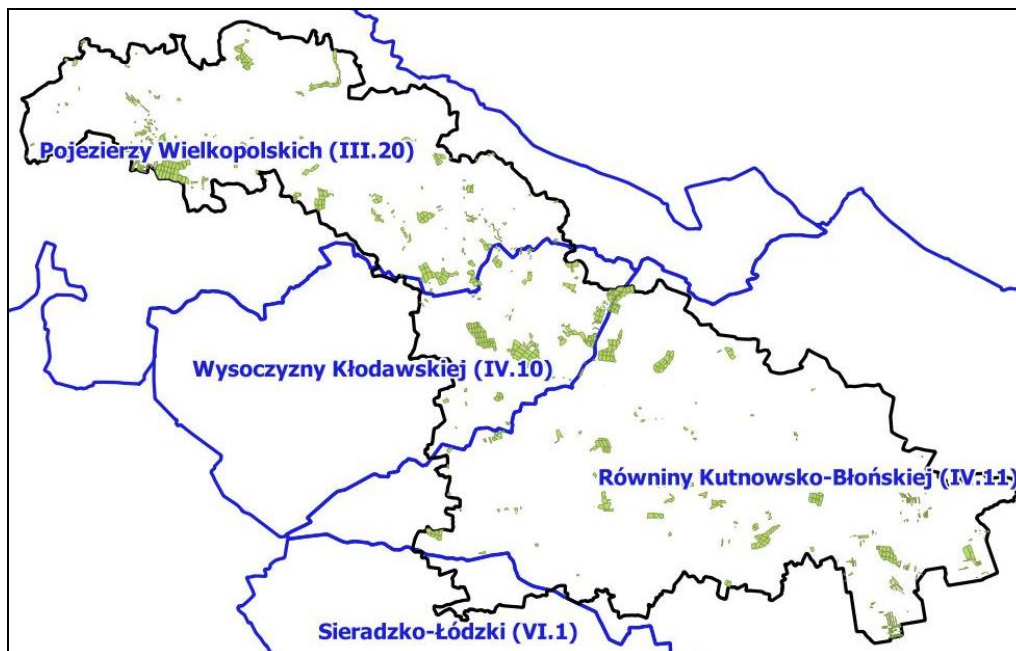 Pojezierzy Wielkopolskich (III.20)
Wysoczyzny Kłodawskiej (IV.10)
Równiny Kutnowsko-Błońskiej (IV.11)
Sieradzko-Łódzki (VI.1)